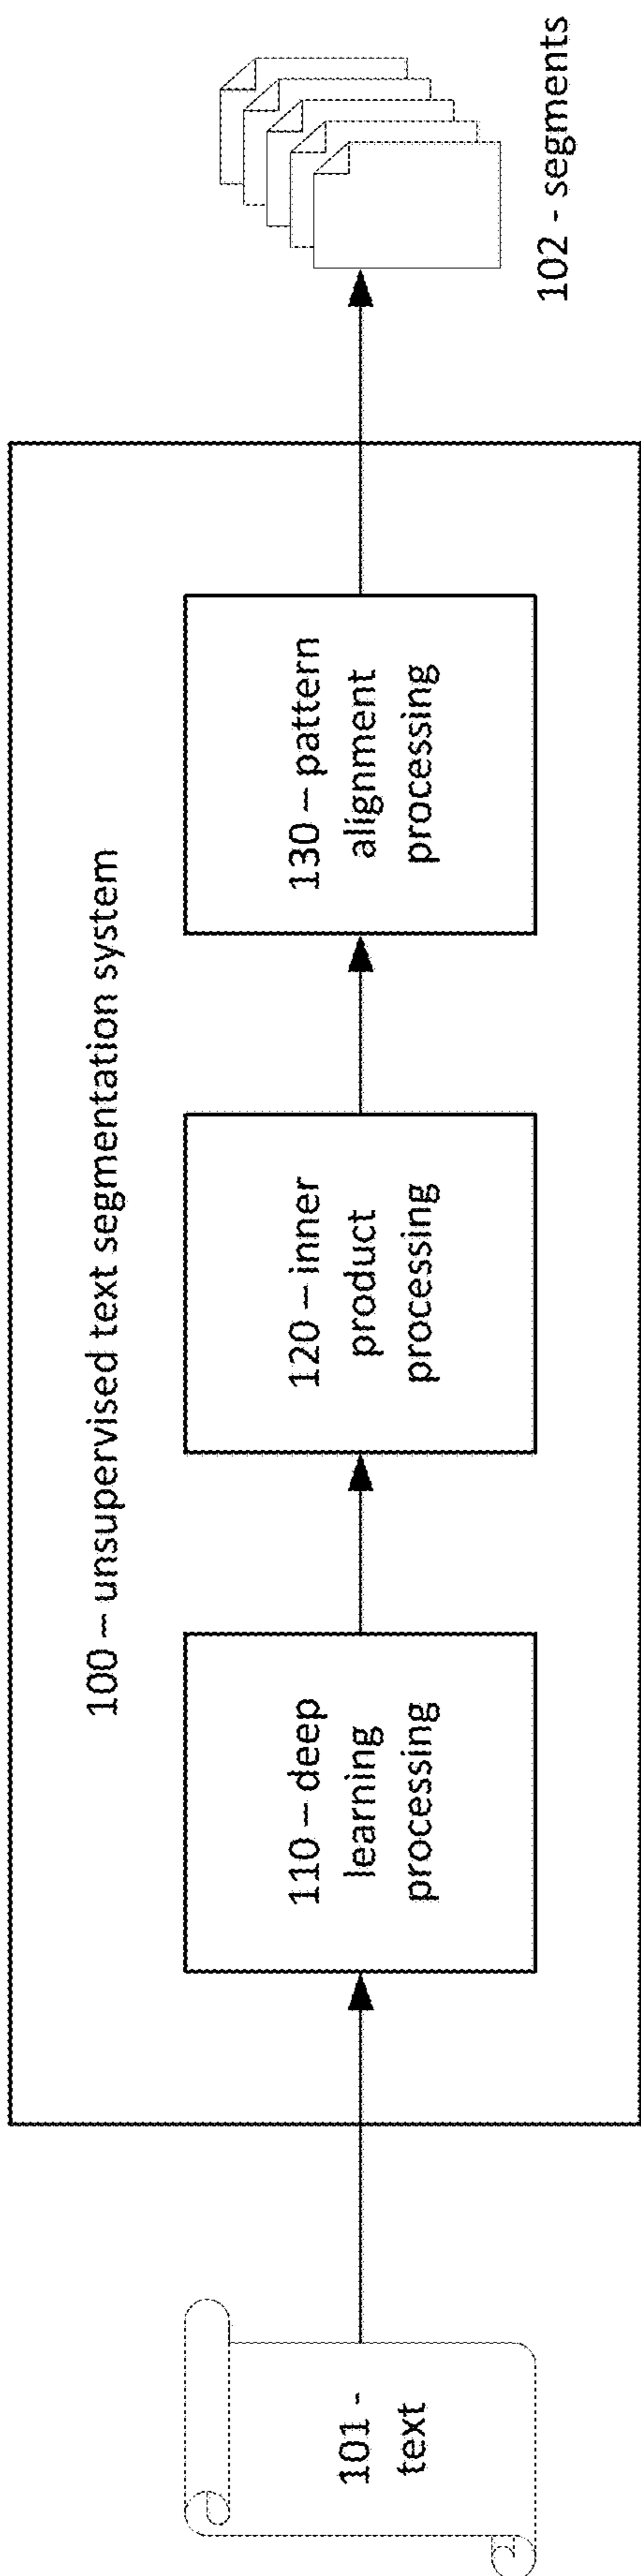 100 – unsupervised text segmentation system
101 -
text
110 – deep
learning
processing
120 – inner
product
processing
130 – pattern
alignment
processing
102 - segments